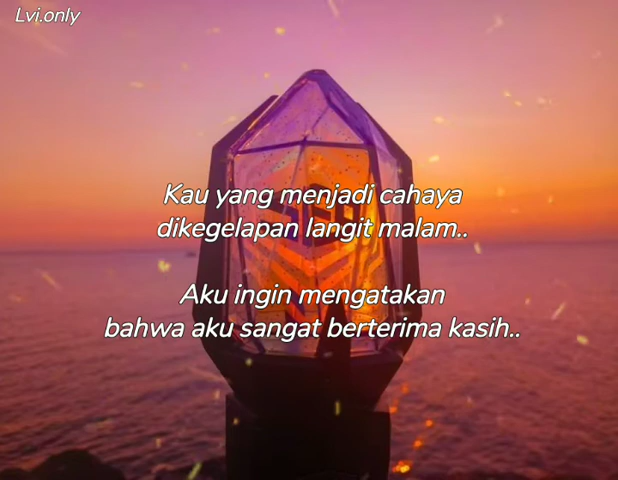 Lvi.only
Kau yang menjadi cahaya
dikegelapan langit malam..
Aku ingin mengatakan
bahwa aku sangat berterima kasih..